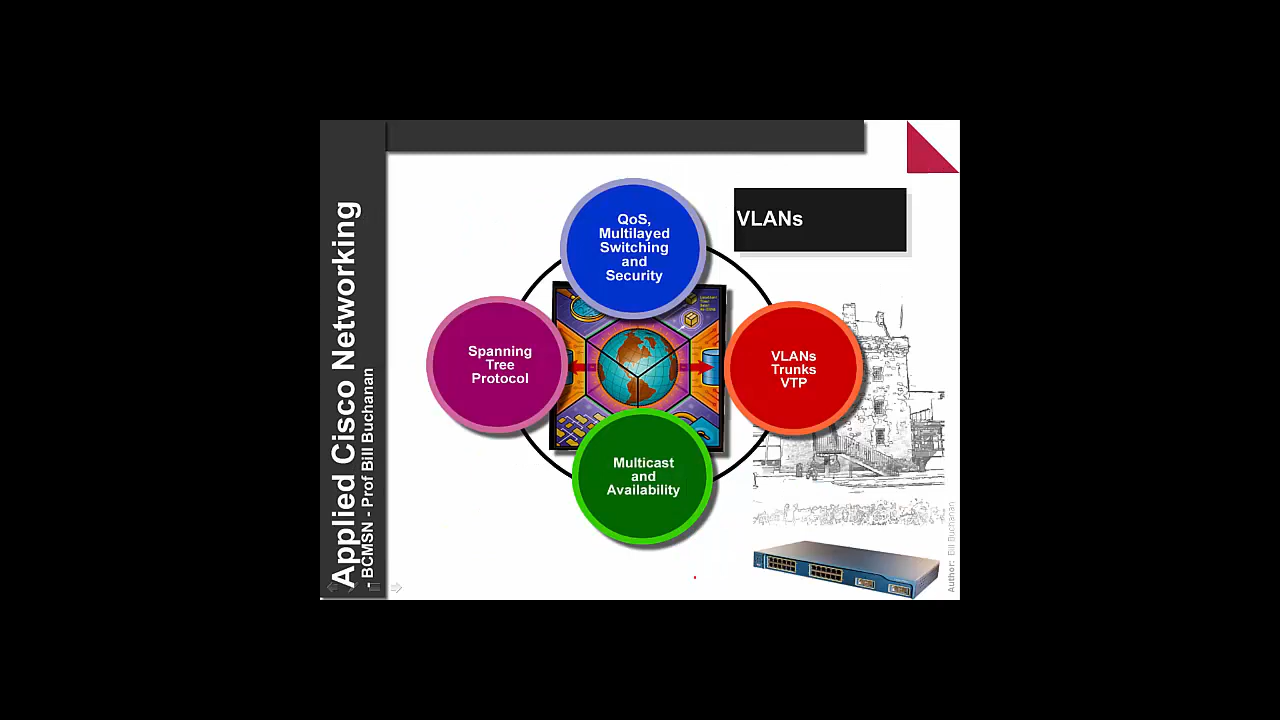 Applied Cisco Networking
- BCMSN - Prof Bill Buchanan
VLANs
QoS,
Multilayed
Switching
and
Security
Spanning
Tree
Protocol
VLANs
Trunks
VTP
Multicast
and
Availability
Author: Bill Buchanan